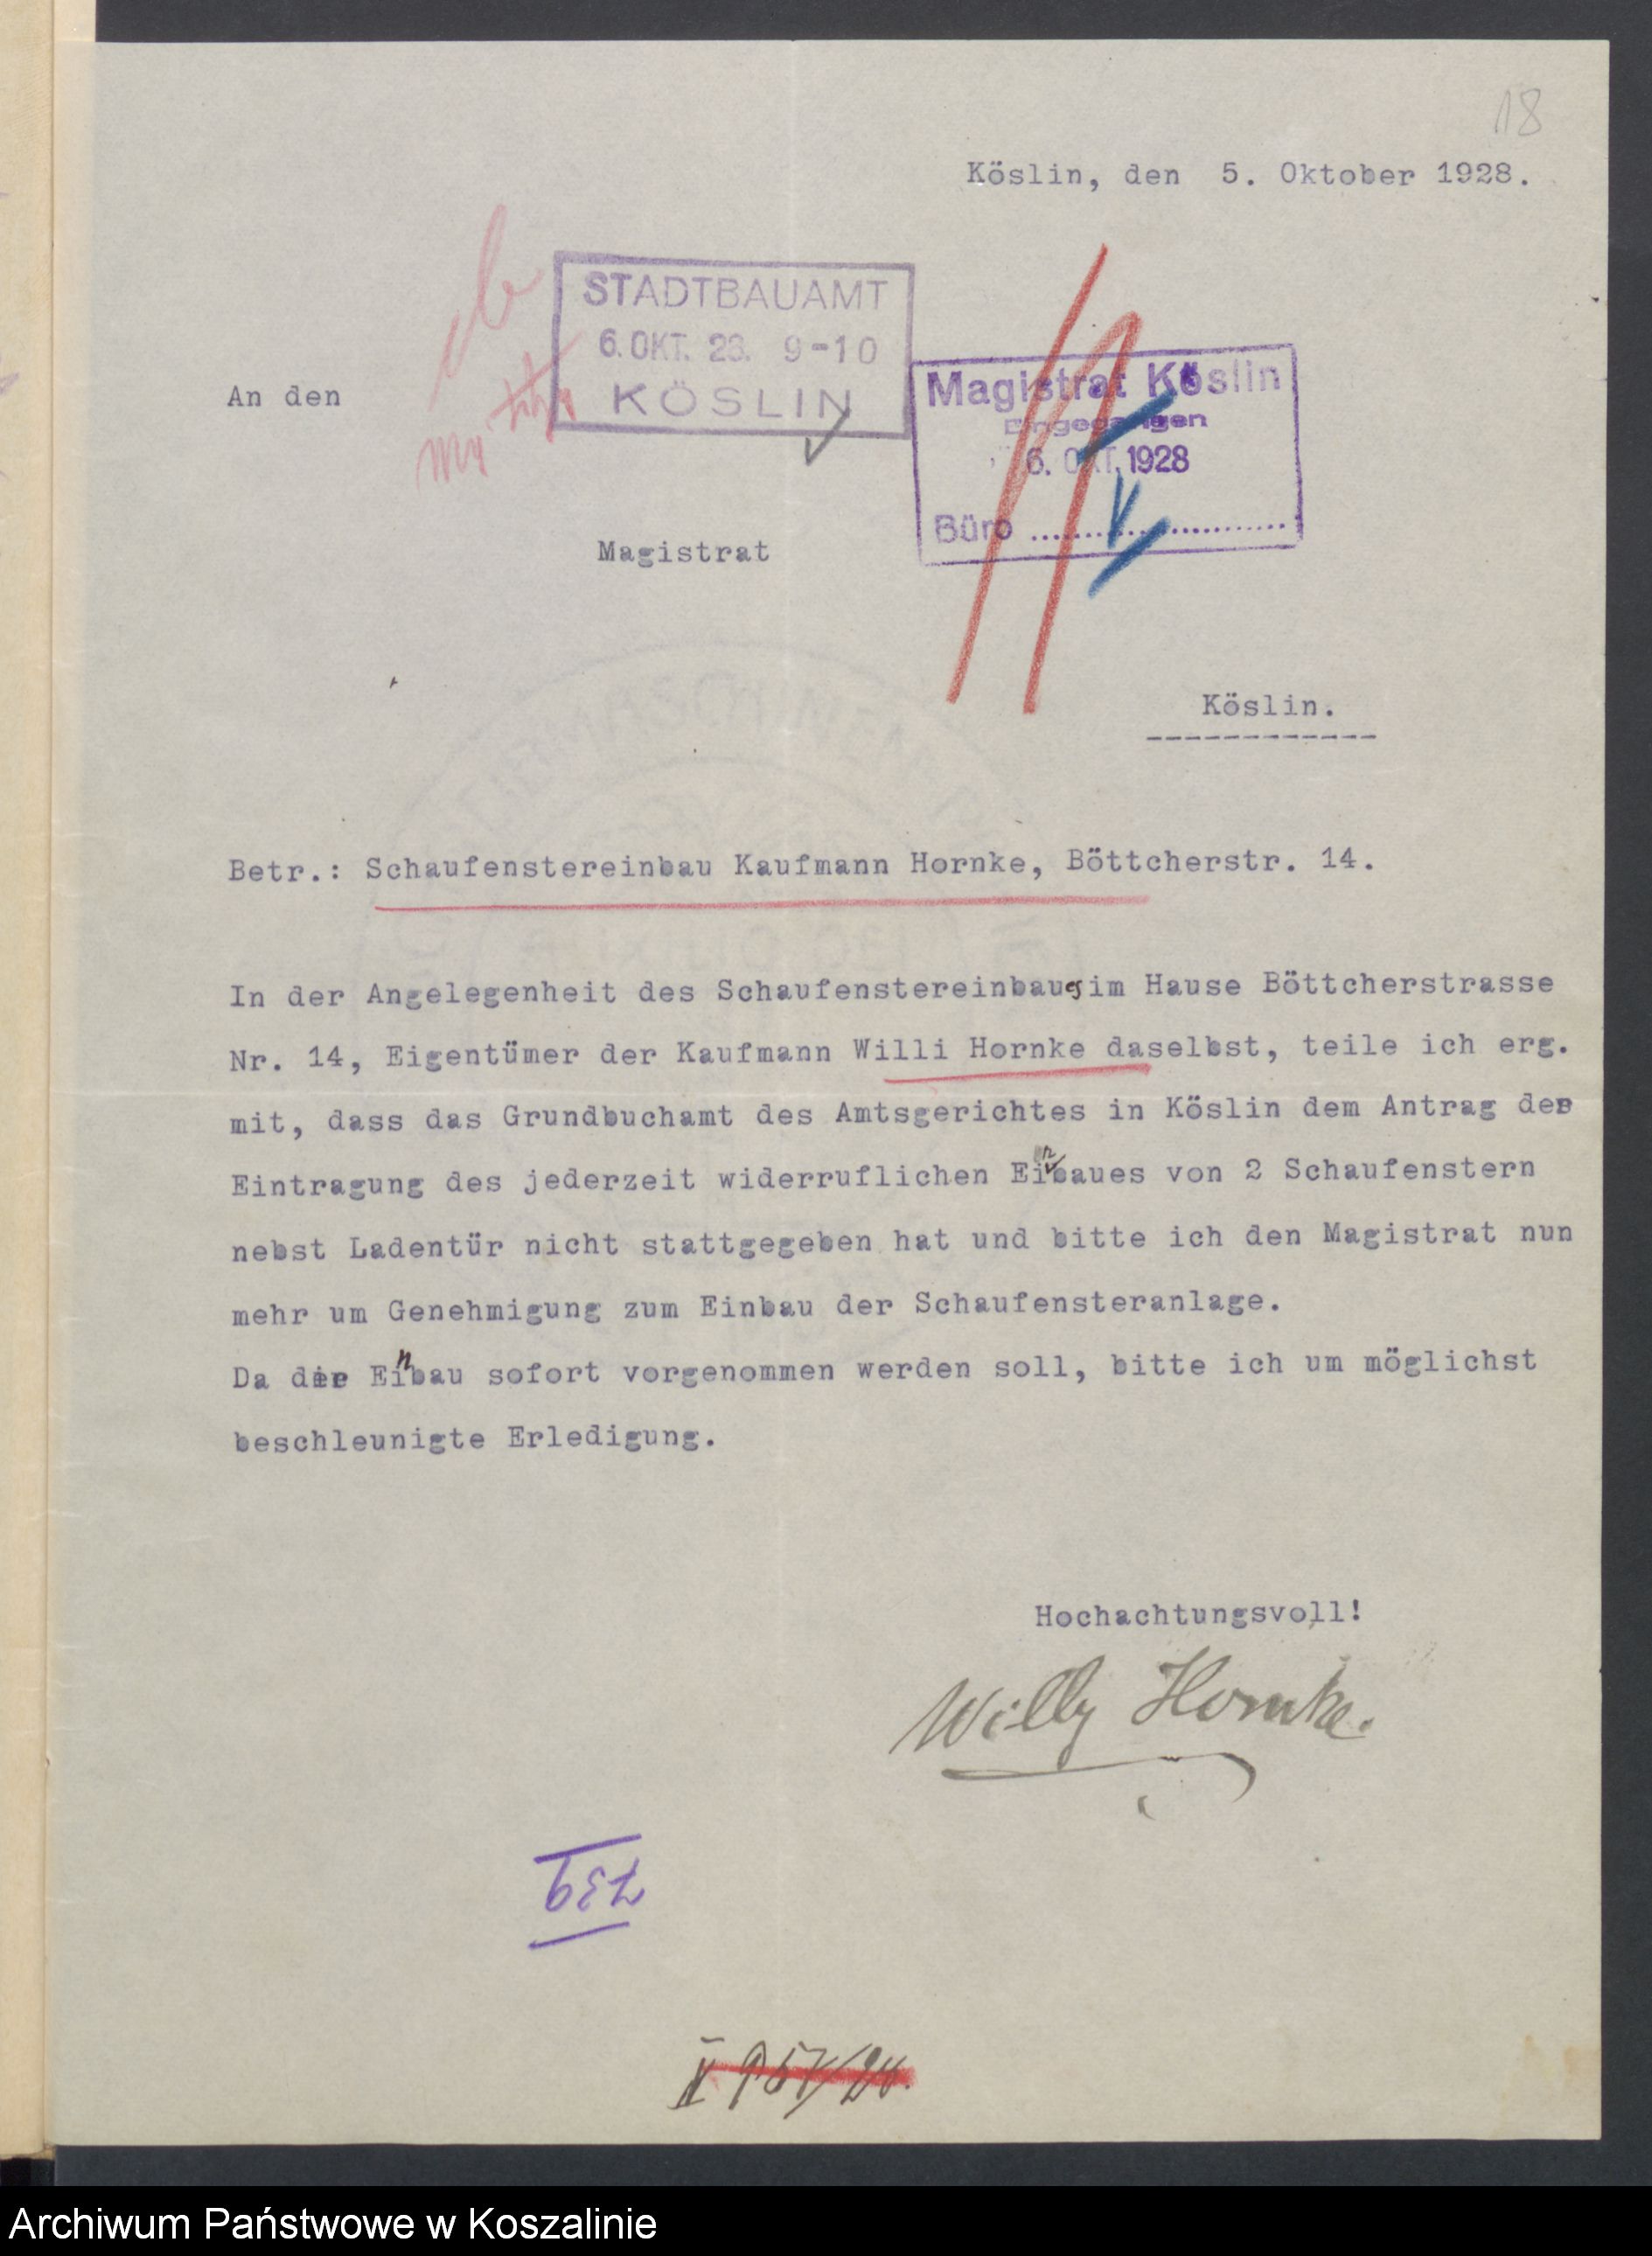 18
Köslin, den 5. Oktober 1928.
STADTBAUAMT
6. OKT. 28. 9-10
KÖSLIN
Magistrat Köslin
Eingegangen
6. OKT. 1928
Büro
An den
Magistrat
Köslin.
Betr.: Schaufenstereinbau Kaufmann Hornke, Böttcherstr. 14.
In der Angelegenheit des Schaufenstereinbaues im Hause Böttcherstrasse
Nr. 14, Eigentümer der Kaufmann Willi Hornke daselbst, teile ich erg.
mit, dass das Grundbuchamt des Amtsgerichtes in Köslin dem Antrag der
Eintragung des jederzeit widerruflichen Einbaues von 2 Schaufenstern
nebst Ladentür nicht stattgegeben hat und bitte ich den Magistrat nun
mehr um Genehmigung zum Einbau der Schaufensteranlage.
Da der Einbau sofort vorgenommen werden soll, bitte ich um möglichst
beschleunigte Erledigung.
Hochachtungsvoll!
Willy Hornke.
739
Archiwum Państwowe w Koszalinie